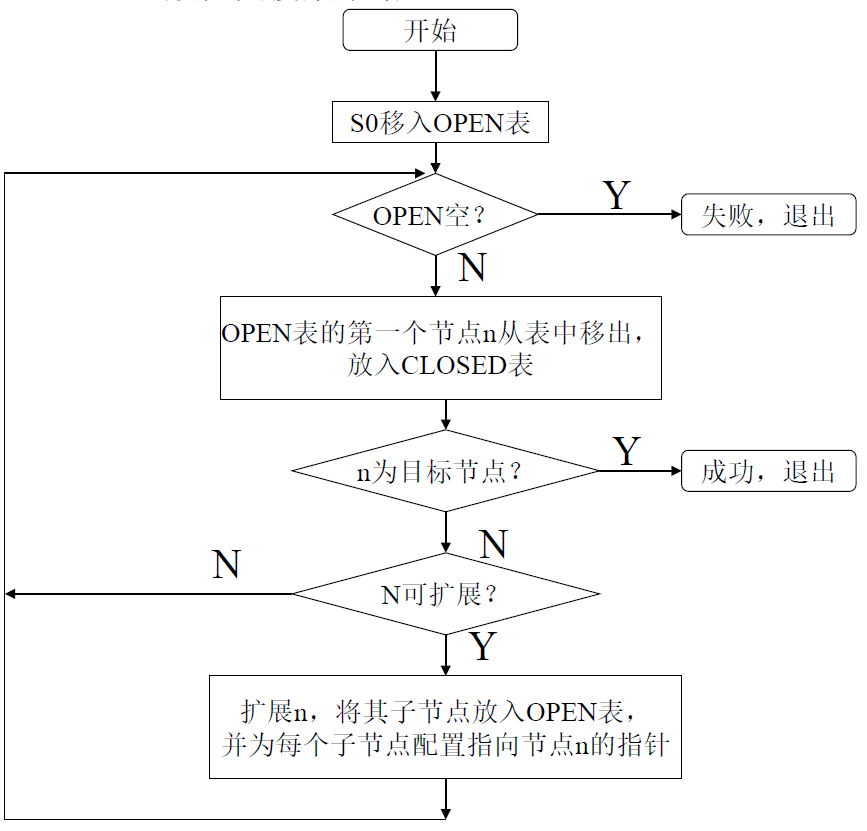 开始
S0移入OPEN表
OPEN空？
Y
失败，退出
N
OPEN表的第一个节点n从表中移出，
放入CLOSED表
n为目标节点？
Y
成功，退出
N
N可扩展？
N
Y
扩展n，将其子节点放入OPEN表，
并为每个子节点配置指向节点n的指针